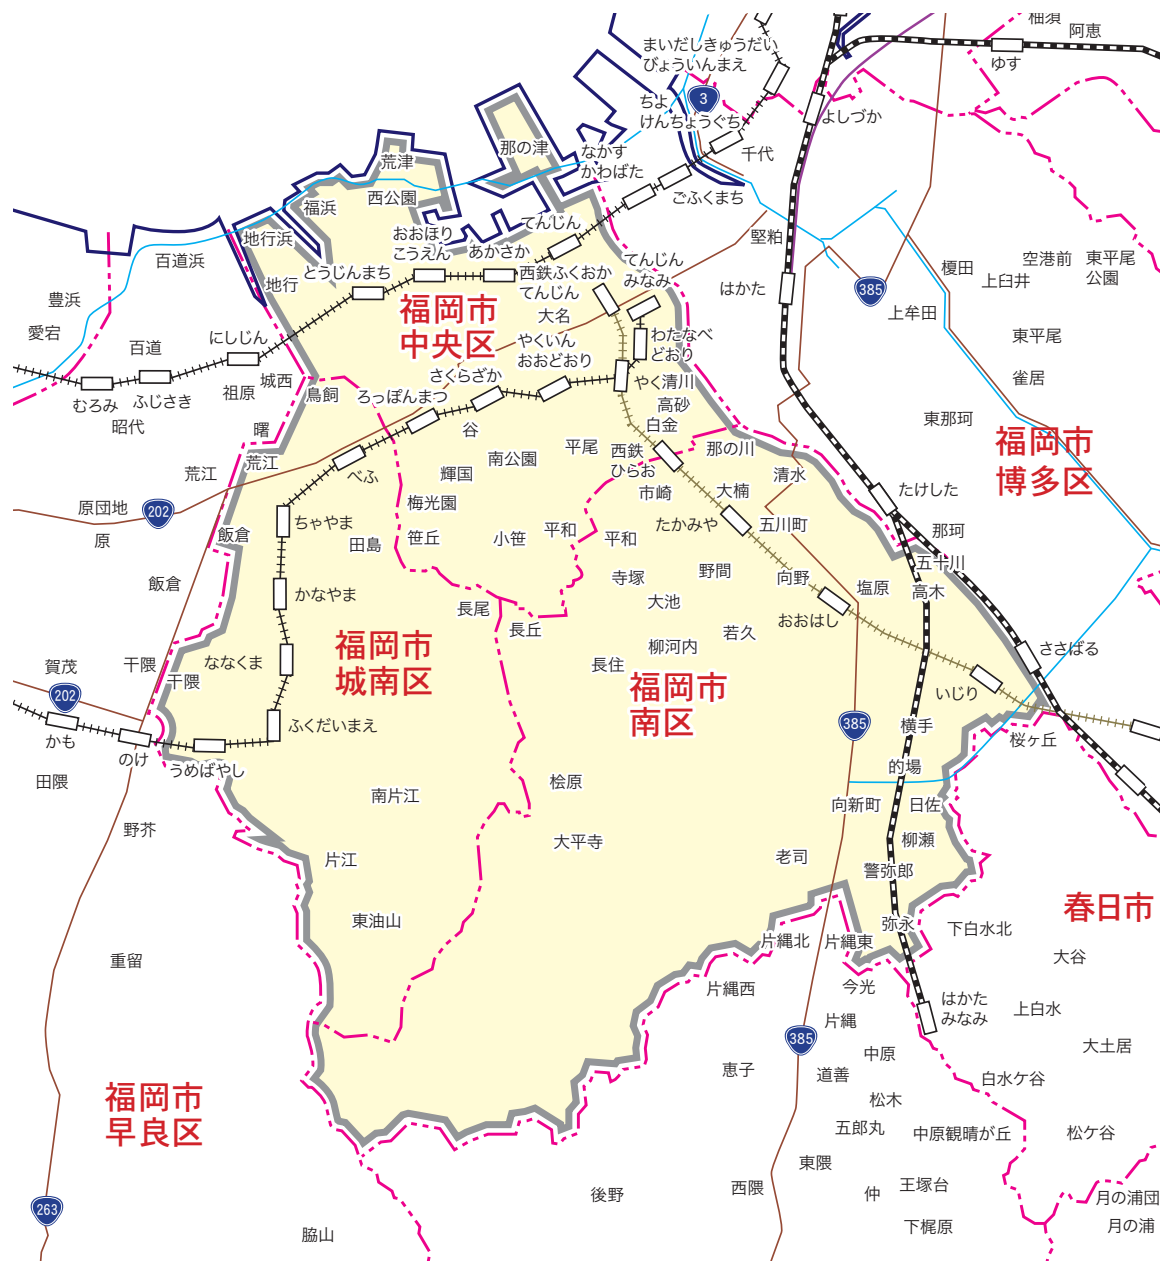 柚須
阿恵
まいだしきゅうだい
びょういんまえ
ゆす
3
ちよ
けんちょうぐち
よしづか
那の津
荒津
なかす
かわばた
千代
ごふくまち
西公園
福浜
地行浜
おおほり
こうえん
あかさか
てんじん
堅粕
百道浜
とうじんまち
西鉄ふくおか
てんじん
てんじん
みなみ
はかた
385
榎田
空港前
上臼井
東平尾
公園
地行
豊浜
愛宕
福岡市
中央区
大名
上牟田
百道
にしじん
やくいん
おおどおり
わたなべ
どおり
東平尾
むろみ
ふじさき
祖原
城西
鳥飼
さくらざか
ろっぽんまつ
やく
清川
高砂
雀居
昭代
曙
谷
白金
東那珂
荒江
荒江
べふ
輝国
南公園
平尾
西鉄
ひらお
那の川
清水
福岡市
博多区
原団地
202
原
梅光園
市崎
大楠
たけした
飯倉
ちゃやま
田島
笹丘
小笹
平和
平和
たかみや
五川町
那珂
飯倉
かなやま
寺塚
野間
向野
塩原
五十川
高木
長尾
長丘
大池
おおはし
若久
柳河内
長住
ささばる
賀茂
202
干隈
干隈
ななくま
福岡市
城南区
福岡市
南区
いじり
かも
のけ
うめばやし
ふくだいまえ
385
横手
桜ヶ丘
田隈
南片江
桧原
的場
向新町
日佐
野芥
片江
大平寺
老司
柳瀬
警弥郎
春日市
東油山
片縄北
片縄東
弥永
下白水北
重留
片縄西
今光
大谷
はかた
みなみ
上白水
片縄
385
中原
大土居
恵子
道善
白水ケ谷
福岡市
早良区
松木
五郎丸
中原観晴が丘
松ケ谷
東隈
西隈
後野
仲
王塚台
月の浦団
263
脇山
下梶原
月の浦